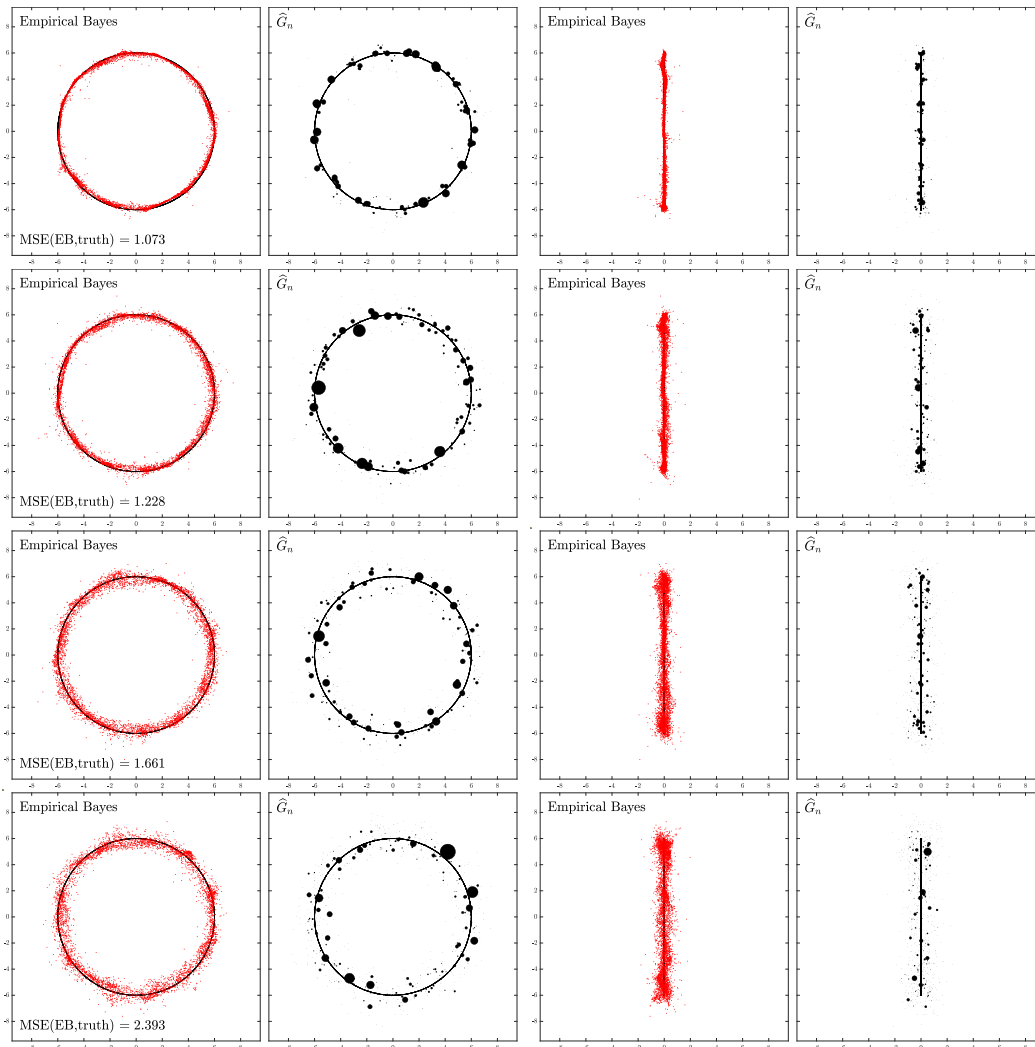 Empirical Bayes
Ĝₙ
Empirical Bayes
Ĝₙ
MSE(EB,truth) = 1.073
Empirical Bayes
Ĝₙ
Empirical Bayes
Ĝₙ
MSE(EB,truth) = 1.228
Empirical Bayes
Ĝₙ
Empirical Bayes
Ĝₙ
MSE(EB,truth) = 1.661
Empirical Bayes
Ĝₙ
Empirical Bayes
Ĝₙ
MSE(EB,truth) = 2.393